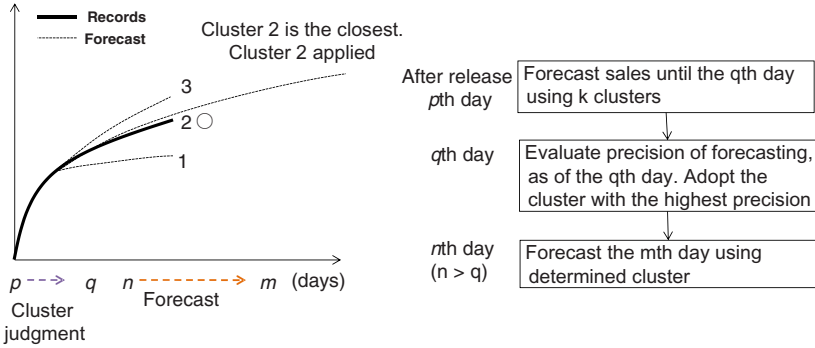 Records
Forecast
Cluster 2 is the closest.
Cluster 2 applied
3
2
1
p
q
n
m
(days)
Cluster
judgment
Forecast
After release
pth day
Forecast sales until the qth day
using k clusters
qth day
Evaluate precision of forecasting,
as of the qth day. Adopt the
cluster with the highest precision
nth day
(n > q)
Forecast the mth day using
determined cluster